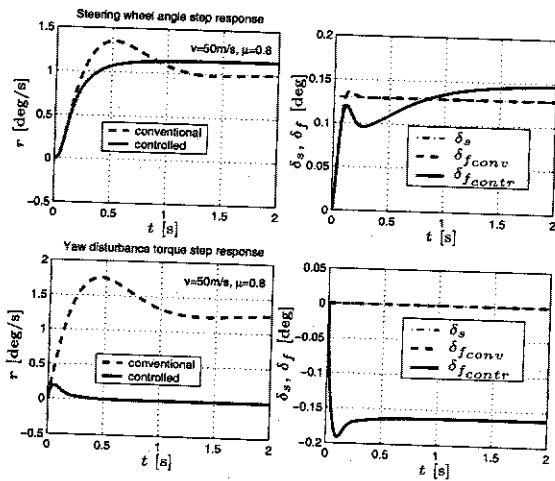 Steering wheel angle step response
r [deg/s]
1.5
1
0.5
0
−0.5
v=50m/s, μ=0.8
conventional
controlled
0
0.5
1
1.5
2
t [s]
δs, δf [deg]
0.2
0.15
0.1
0.05
0
δs
δfconv
δfcontr
0
0.5
1
1.5
2
t [s]
Yaw disturbance torque step response
r [deg/s]
2
1.5
1
0.5
0
−0.5
v=50m/s, μ=0.8
conventional
controlled
0
0.5
1
1.5
2
t [s]
δs, δf [deg]
0.05
0
−0.05
−0.1
−0.15
−0.2
δs
δfconv
δfcontr
0
0.5
1
1.5
2
t [s]